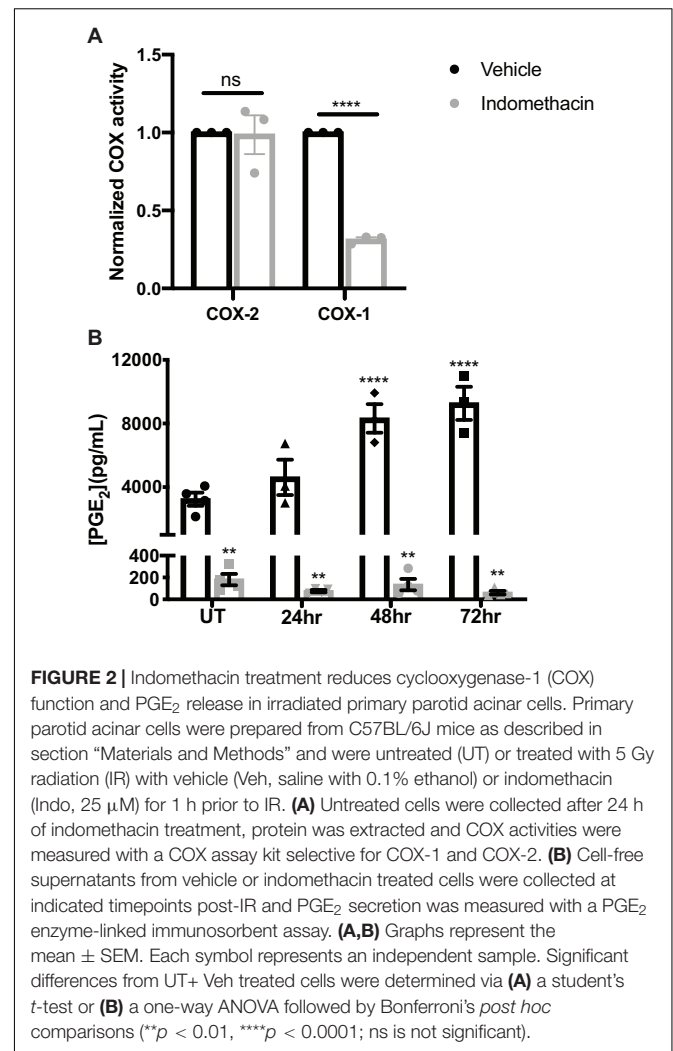 A
1.5
1.0
0.5
0.0
Normalized COX activity
ns
****
COX-2
COX-1
Vehicle
Indomethacin
B
12000
8000
4000
400
200
0
[PGE₂](pg/mL)
**
**
****
**
****
**
UT
24hr
48hr
72hr
FIGURE 2 | Indomethacin treatment reduces cyclooxygenase-1 (COX)
function and PGE₂ release in irradiated primary parotid acinar cells. Primary
parotid acinar cells were prepared from C57BL/6J mice as described in
section “Materials and Methods” and were untreated (UT) or treated with 5 Gy
radiation (IR) with vehicle (Veh, saline with 0.1% ethanol) or indomethacin
(Indo, 25 μM) for 1 h prior to IR. (A) Untreated cells were collected after 24 h
of indomethacin treatment, protein was extracted and COX activities were
measured with a COX assay kit selective for COX-1 and COX-2. (B) Cell-free
supernatants from vehicle or indomethacin treated cells were collected at
indicated timepoints post-IR and PGE₂ secretion was measured with a PGE₂
enzyme-linked immunosorbent assay. (A,B) Graphs represent the
mean ± SEM. Each symbol represents an independent sample. Significant
differences from UT+ Veh treated cells were determined via (A) a student’s
t-test or (B) a one-way ANOVA followed by Bonferroni’s post hoc
comparisons (**p < 0.01, ****p < 0.0001; ns is not significant).